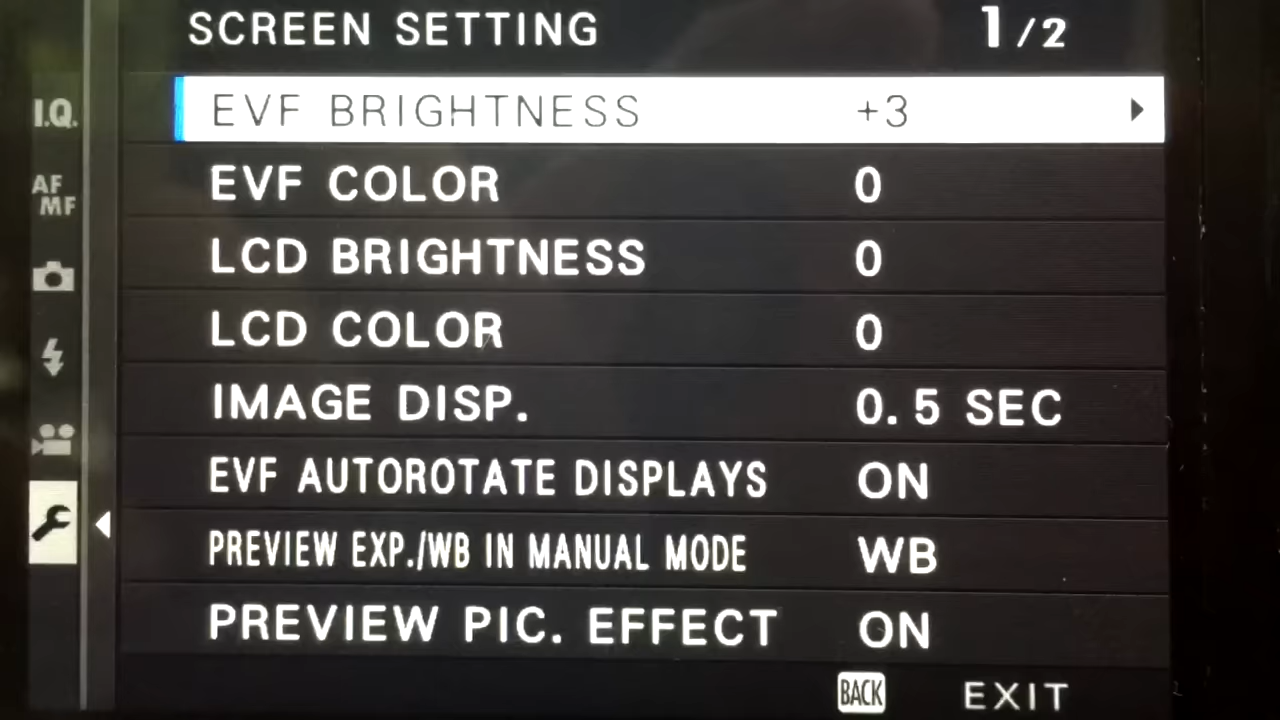 SCREEN SETTING 1/2
I.Q.
EVF BRIGHTNESS +3
AF MF
EVF COLOR 0
LCD BRIGHTNESS 0
LCD COLOR 0
IMAGE DISP. 0.5 SEC
EVF AUTOROTATE DISPLAYS ON
PREVIEW EXP./WB IN MANUAL MODE WB
PREVIEW PIC. EFFECT ON
BACK EXIT